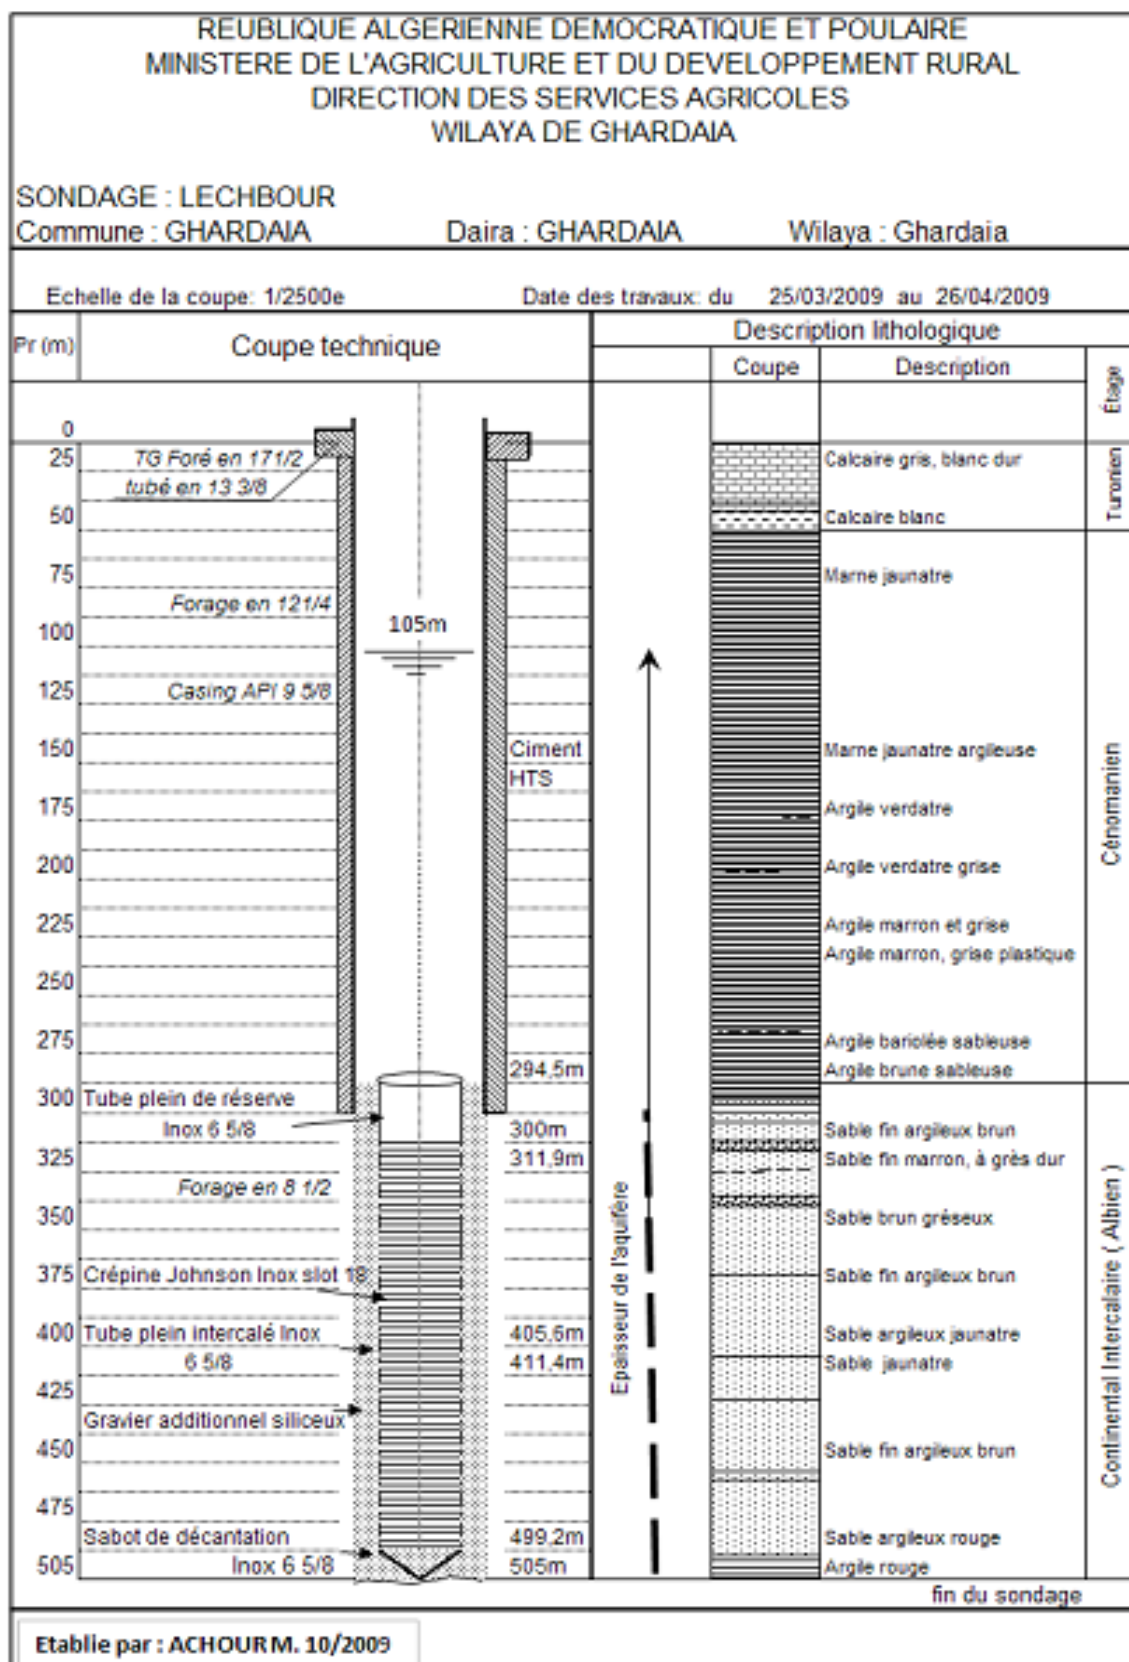 REUBLIQUE ALGERIENNE DEMOCRATIQUE ET POULAIRE
MINISTERE DE L'AGRICULTURE ET DU DEVELOPPEMENT RURAL
DIRECTION DES SERVICES AGRICOLES
WILAYA DE GHARDAIA
SONDAGE : LECHBOUR
Commune : GHARDAIA Daira : GHARDAIA Wilaya : Ghardaia
Echelle de la coupe: 1/2500e Date des travaux: du 25/03/2009 au 26/04/2009
Pr (m) Coupe technique Description lithologique
Coupe Description Étage
0
25 TG Foré en 171/2 Calcaire gris, blanc dur
tubé en 13 3/8 Turonien
50 Calcaire blanc
75 Marne jaunatre
Forage en 121/4
100 105m
125 Casing API 9 5/8
150 Ciment Marne jaunatre argileuse
HTS
175 Argile verdatre
Cénomanien
200 Argile verdatre grise
225 Argile marron et grise
Argile marron, grise plastique
250
275 Argile bariolée sableuse
294,5m Argile brune sableuse
300 Tube plein de réserve
Inox 6 5/8 300m Sable fin argileux brun
325 311,9m Sable fin marron, à grès dur
Forage en 8 1/2
350 Sable brun gréseux
Epaisseur de l'aquifère
Continental Intercalaire ( Albien )
375 Crépine Johnson Inox slot 18 Sable fin argileux brun
400 Tube plein intercalé Inox 405,6m Sable argileux jaunatre
6 5/8 411,4m Sable jaunatre
425
Gravier additionnel siliceux
450 Sable fin argileux brun
475
Sabot de décantation 499,2m Sable argileux rouge
505 Inox 6 5/8 505m Argile rouge
fin du sondage
Etablie par : ACHOUR M. 10/2009